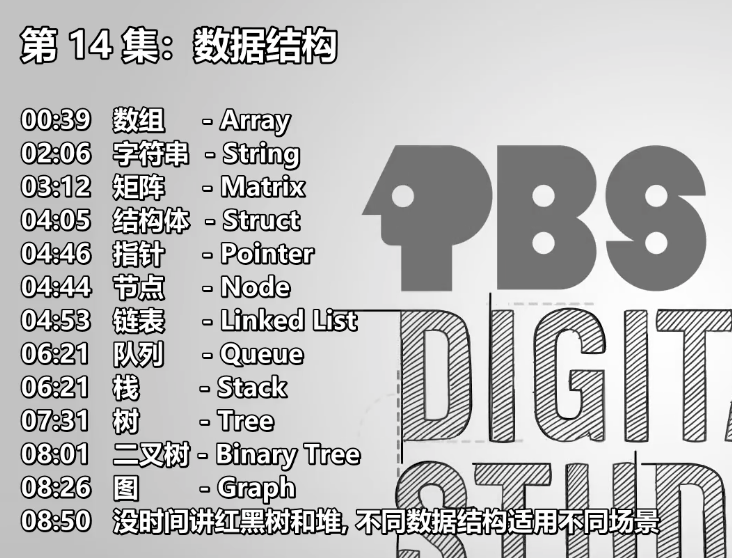 第 14 集：数据结构
00:39 数组 - Array
02:06 字符串 - String
03:12 矩阵 - Matrix
04:05 结构体 - Struct
04:46 指针 - Pointer
04:44 节点 - Node
04:53 链表 - Linked List
06:21 队列 - Queue
06:21 栈 - Stack
07:31 树 - Tree
08:01 二叉树 - Binary Tree
08:26 图 - Graph
08:50 没时间讲红黑树和堆, 不同数据结构适用不同场景
PBS
DIGITA
STUD